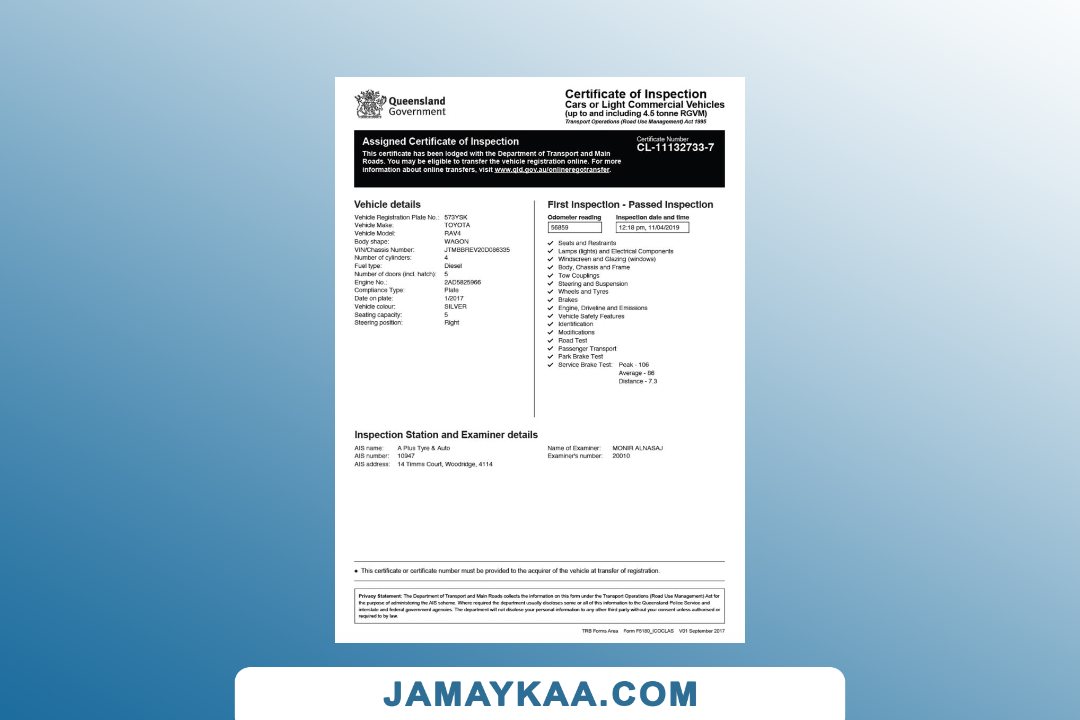 Queensland
Government
Certificate of Inspection
Cars or Light Commercial Vehicles
(up to and including 4.5 tonne RGVM)
Transport Operations (Road Use Management) Act 1995
Assigned Certificate of Inspection
This certificate has been lodged with the Department of Transport and Main
Roads. You may be eligible to transfer the vehicle registration online. For more
information about online transfers, visit www.qld.gov.au/onlineregotransfer.
Certificate Number
CL-11132733-7
Vehicle details
Vehicle Registration Plate No.: 573YSK
Vehicle Make: TOYOTA
Vehicle Model: RAV4
Body shape: WAGON
VIN/Chassis Number: JTMBBREV20D086335
Number of cylinders: 4
Fuel type: Diesel
Number of doors (incl. hatch): 5
Engine No.: 2AD5825966
Compliance Type: Plate
Date on plate: 1/2017
Vehicle colour: SILVER
Seating capacity: 5
Steering position: Right
First Inspection - Passed Inspection
Odometer reading Inspection date and time
56859 12:18 pm, 11/04/2019
Seats and Restraints
Lamps (lights) and Electrical Components
Windscreen and Glazing (windows)
Body, Chassis and Frame
Tow Couplings
Steering and Suspension
Wheels and Tyres
Brakes
Engine, Driveline and Emissions
Vehicle Safety Features
Identification
Modifications
Road Test
Passenger Transport
Park Brake Test
Service Brake Test: Peak - 106
Average - 86
Distance - 7.3
Inspection Station and Examiner details
AIS name: A Plus Tyre & Auto
AIS number: 10947
AIS address: 14 Timms Court, Woodridge, 4114
Name of Examiner: MONIR ALNASAJ
Examiner's number: 20010
• This certificate or certificate number must be provided to the acquirer of the vehicle at transfer of registration.
Privacy Statement: The Department of Transport and Main Roads collects the information on this form under the Transport Operations (Road Use Management) Act for
the purpose of administering the AIS scheme. Where required the department usually discloses some or all of this information to the Queensland Police Service and
interstate and federal government agencies. The department will not disclose your personal information to any other third party without your consent unless authorised or
required to by law.
TRB Forms Area Form F5180_ICOCLAS V01 September 2017
JAMAYKAA.COM